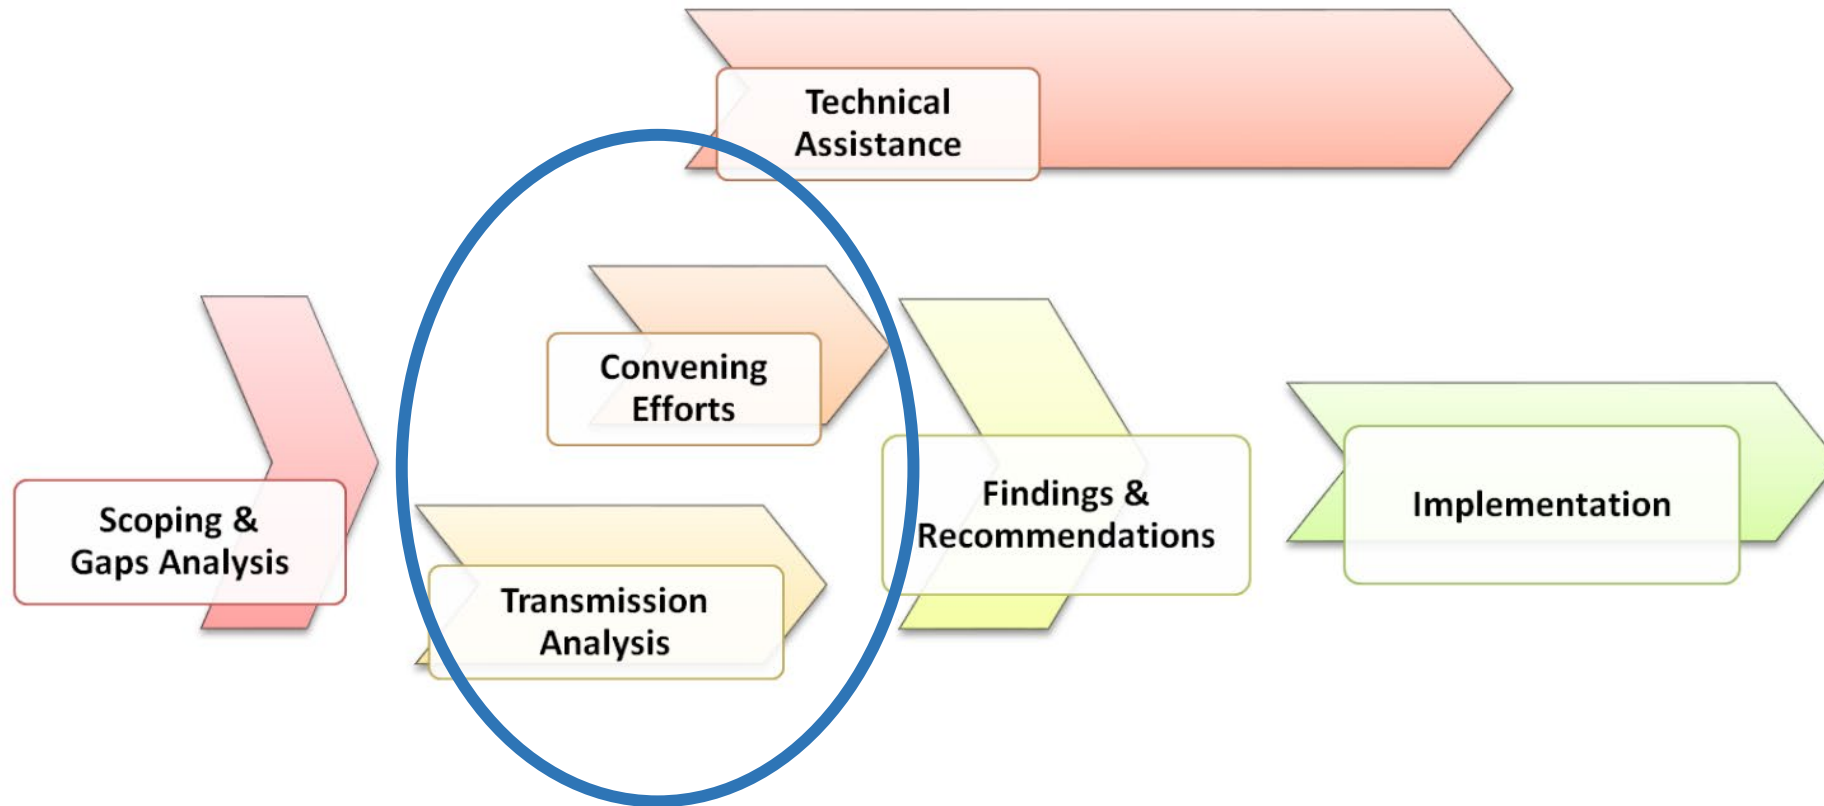 Technical
Assistance
Convening
Efforts
Scoping &
Gaps Analysis
Transmission
Analysis
Findings &
Recommendations
Implementation